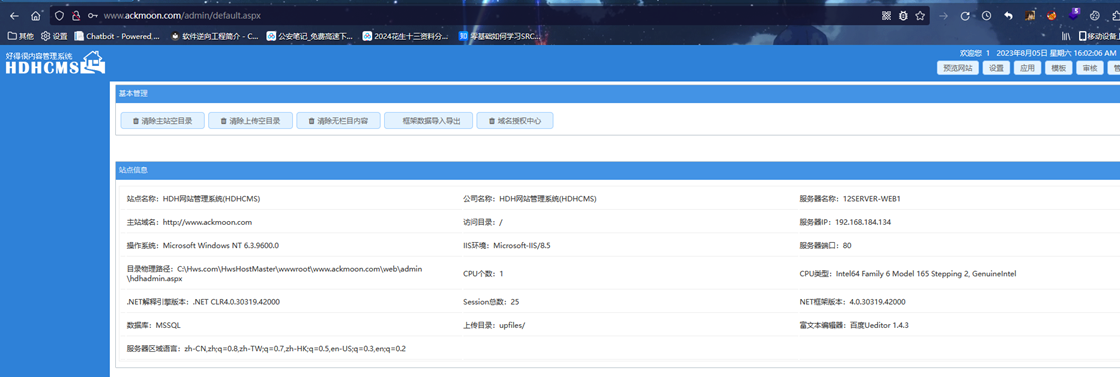 www.ackmoon.com/admin/default.aspx
5
其他 设置 Chatbot - Powered,... 软件逆向工程简介 - C... 公安笔记_免费高速下... 2024花生十三资料分... 零基础如何学习SRC... 移动设备上
好得很内容管理系统
HDHCMS
欢迎您 1 2023年8月05日 星期六 16:02:06 AM
预览网站 设置 应用 模板 审核
基本管理
清除主站空目录 清除上传空目录 清除无栏目内容 框架数据导入导出 域名授权中心
站点信息
站点名称：HDH网站管理系统(HDHCMS) 公司名称：HDH网站管理系统(HDHCMS) 服务器名称：12SERVER-WEB1
主站域名：http://www.ackmoon.com 访问目录：/ 服务器IP：192.168.184.134
操作系统：Microsoft Windows NT 6.3.9600.0 IIS环境：Microsoft-IIS/8.5 服务器端口：80
目录物理路径：C:\Hws.com\HwsHostMaster\wwwroot\www.ackmoon.com\web\admin
\hdhadmin.aspx CPU个数：1 CPU类型：Intel64 Family 6 Model 165 Stepping 2, GenuineIntel
.NET解释引擎版本：.NET CLR4.0.30319.42000 Session总数：25 NET框架版本：4.0.30319.42000
数据库：MSSQL 上传目录：upfiles/ 富文本编辑器：百度Ueditor 1.4.3
服务器区域语言：zh-CN,zh;q=0.8,zh-TW;q=0.7,zh-HK;q=0.5,en-US;q=0.3,en;q=0.2